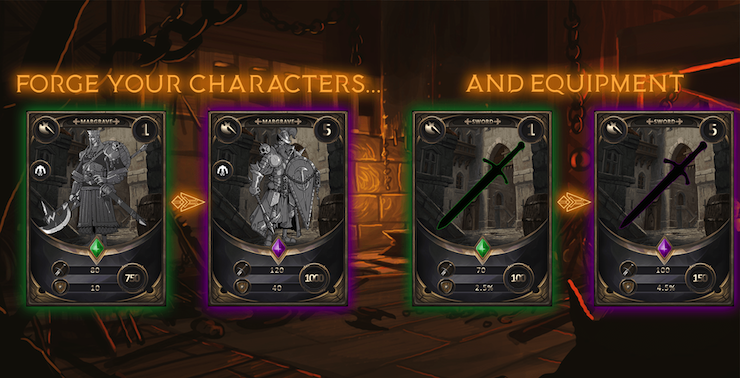 FORGE YOUR CHARACTERS...
AND EQUIPMENT
MARGRAVE
1
80
10
750
MARGRAVE
5
120
40
1000
SWORD
1
70
2.5%
100
SWORD
5
100
4.5%
150